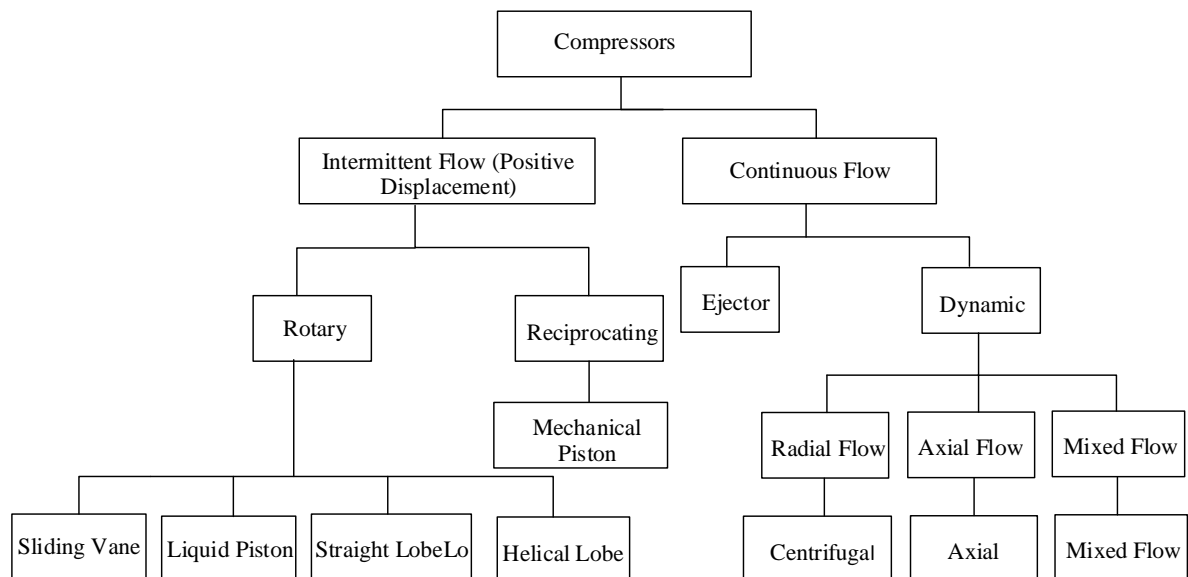 Compressors
Intermittent Flow (Positive
Displacement)
Continuous Flow
Rotary
Reciprocating
Ejector
Dynamic
Mechanical
Piston
Radial Flow
Axial Flow
Mixed Flow
Sliding Vane
Liquid Piston
Straight LobeLo
Helical Lobe
Centrifugal
Axial
Mixed Flow